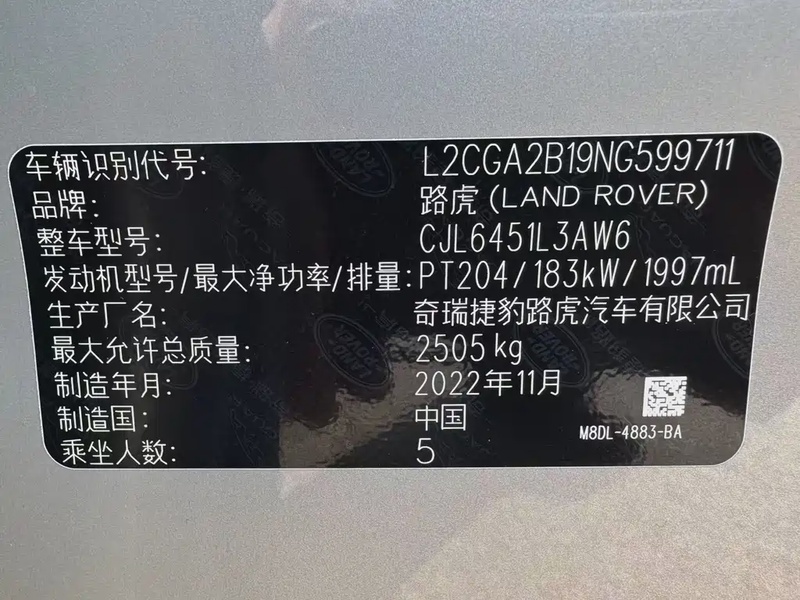 车辆识别代号: L2CGA2B19NG599711
品牌: 路虎(LAND ROVER)
整车型号: CJL6451L3AW6
发动机型号/最大净功率/排量: PT204/183kW/1997mL
生产厂名: 奇瑞捷豹路虎汽车有限公司
最大允许总质量: 2505kg
制造年月: 2022年11月
制造国: 中国
乘坐人数: 5
M8DL-4883-BA